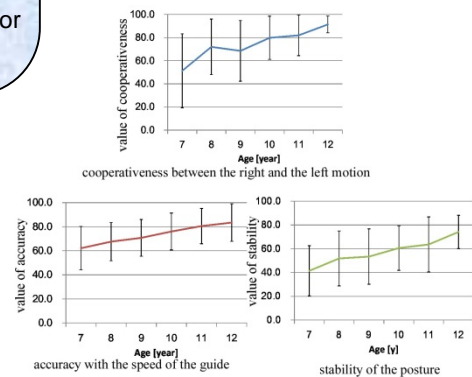 or
100.0
80.0
60.0
40.0
20.0
0.0
value of cooperativeness
7 8 9 10 11 12
Age [year]
cooperativeness between the right and the left motion
100.0
80.0
60.0
40.0
20.0
0.0
value of accuracy
7 8 9 10 11 12
Age [year]
accuracy with the speed of the guide
100.0
80.0
60.0
40.0
20.0
0.0
value of stability
7 8 9 10 11 12
Age [y]
stability of the posture